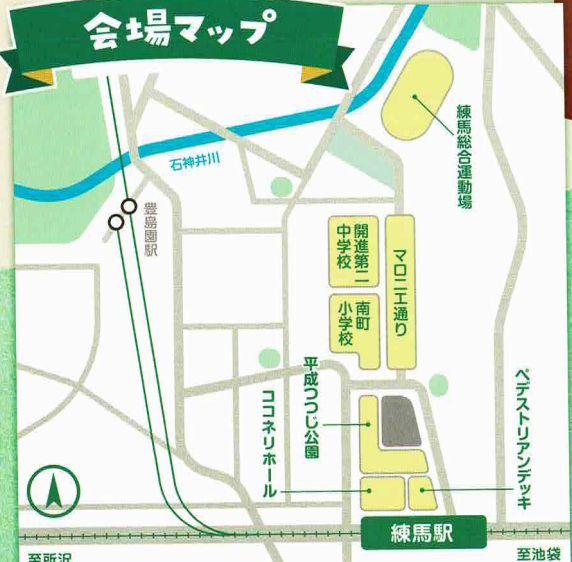 会場マップ
石神井川
豊島園駅
練馬総合運動場
開進第二
中学校
マロニエ通り
南町
小学校
平成つつじ公園
ココネリホール
ペデストリアンデッキ
練馬駅
至所沢
至池袋